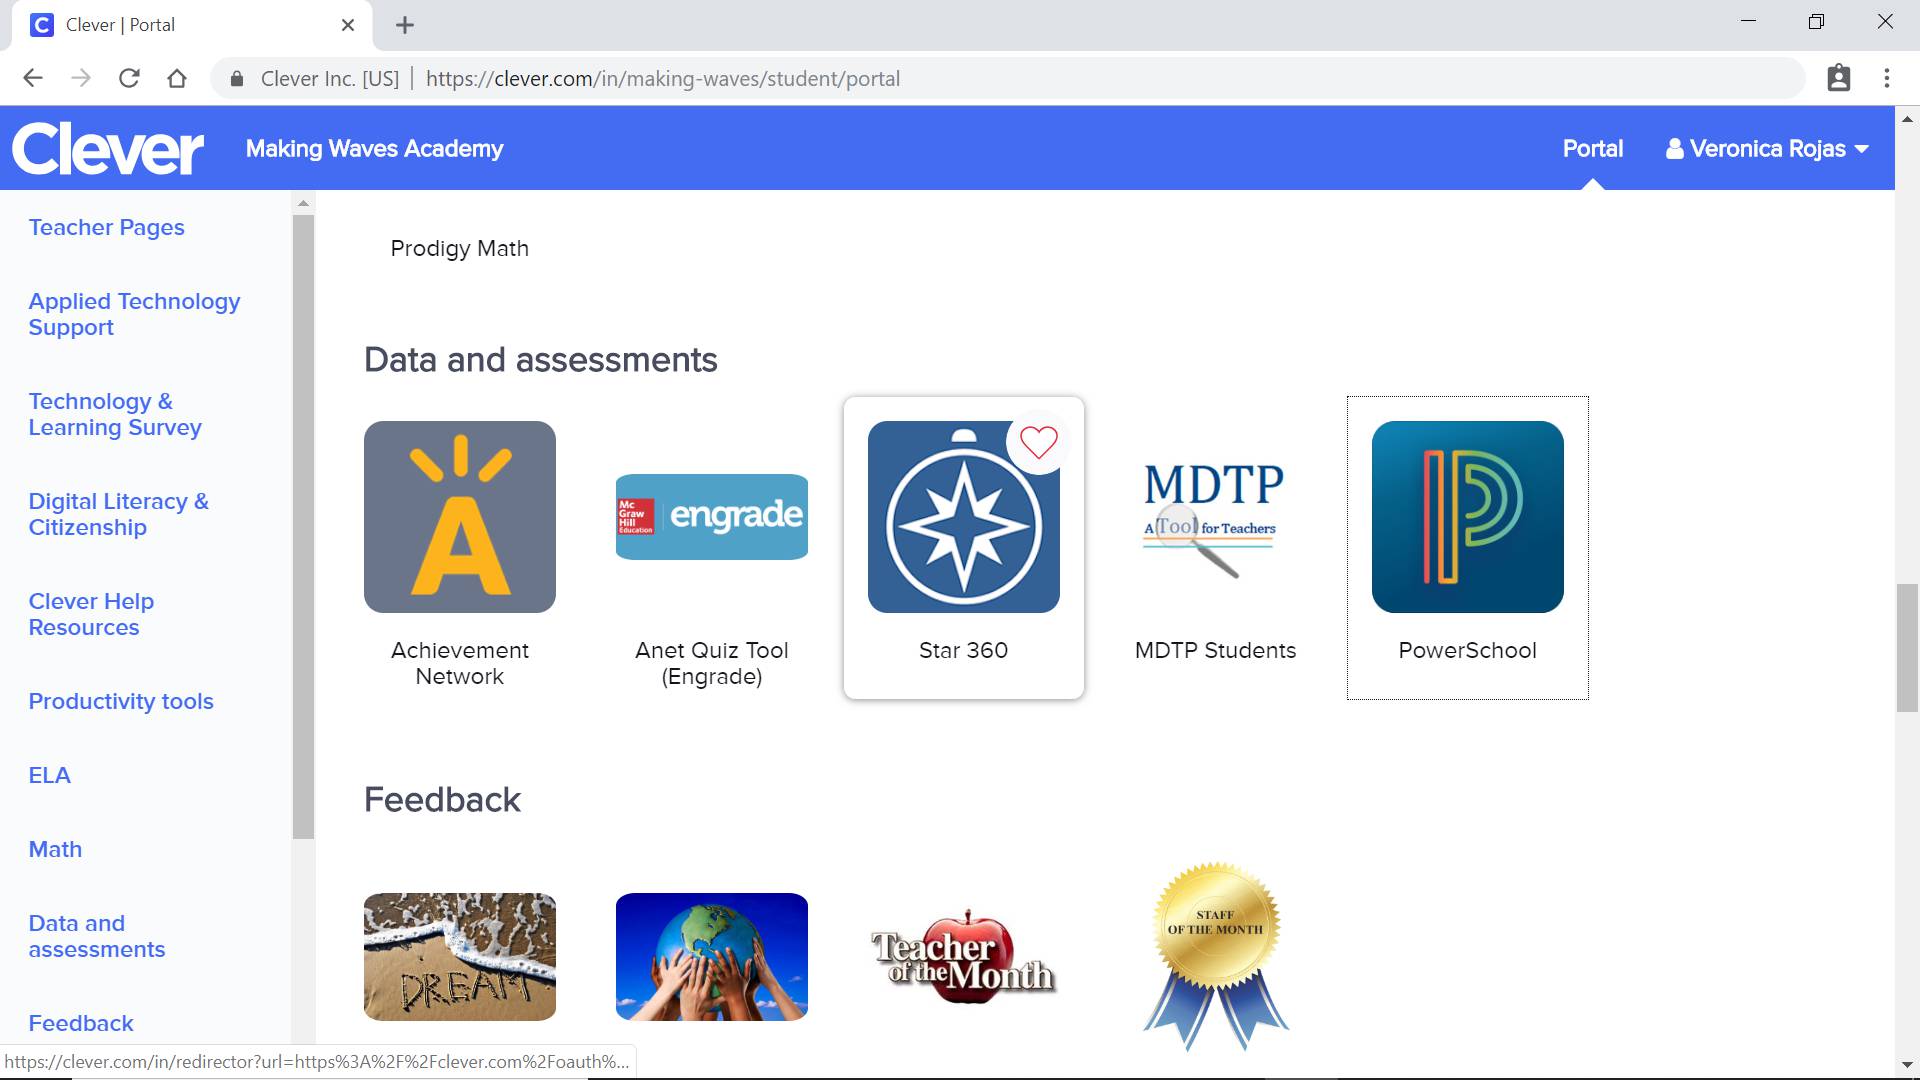 Clever | Portal
Clever Inc. [US] | https://clever.com/in/making-waves/student/portal
Clever
Making Waves Academy
Portal
Veronica Rojas
Teacher Pages
Applied Technology
Support
Technology &
Learning Survey
Digital Literacy &
Citizenship
Clever Help
Resources
Productivity tools
ELA
Math
Data and
assessments
Feedback
Prodigy Math
Data and assessments
Achievement
Network
Mc
Graw
Hill
Education
engrade
Anet Quiz Tool
(Engrade)
Star 360
MDTP
A Tool for Teachers
MDTP Students
PowerSchool
Feedback
DREAM
Teacher
of the Month
STAFF
OF THE MONTH
https://clever.com/in/redirector?url=https%3A%2F%2Fclever.com%2Foauth%...